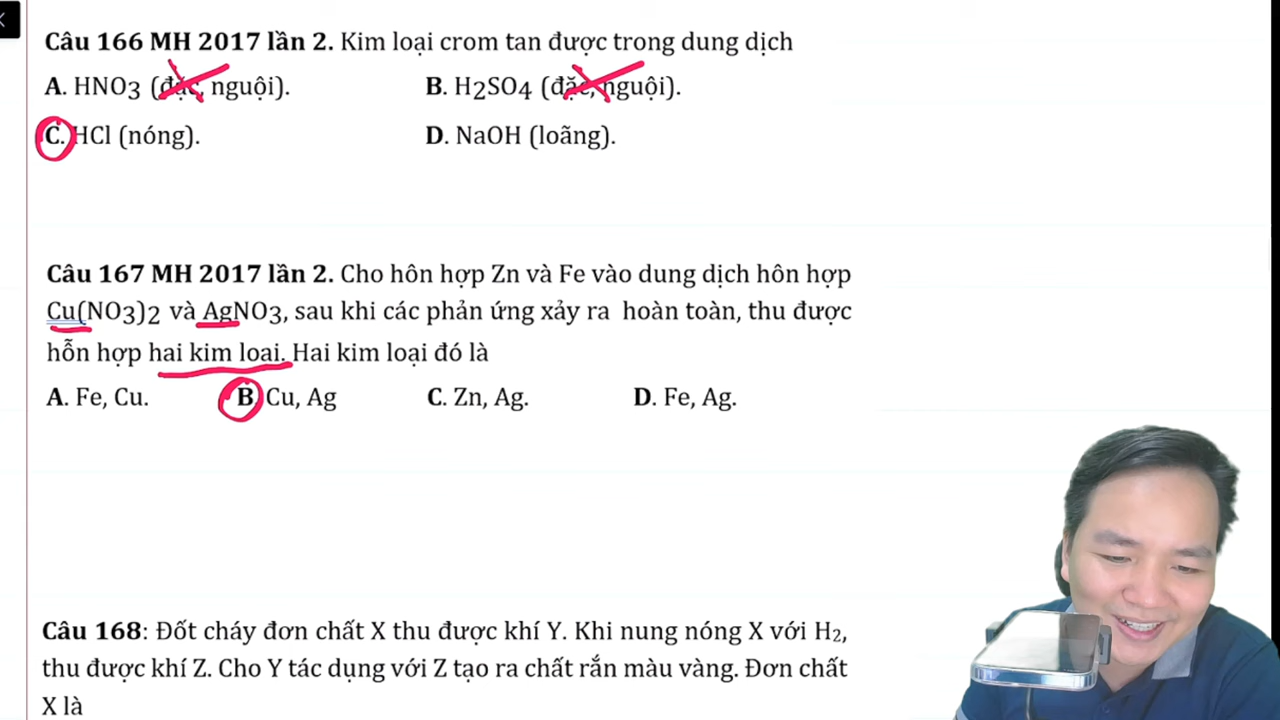 Câu 166 MH 2017 lần 2. Kim loại crom tan được trong dung dịch
A. HNO3 (đặc, nguội). B. H2SO4 (đặc, nguội).
C. HCl (nóng). D. NaOH (loãng).
Câu 167 MH 2017 lần 2. Cho hôn hợp Zn và Fe vào dung dịch hôn hợp
Cu(NO3)2 và AgNO3, sau khi các phản ứng xảy ra hoàn toàn, thu được
hỗn hợp hai kim loại. Hai kim loại đó là
A. Fe, Cu. B. Cu, Ag C. Zn, Ag. D. Fe, Ag.
Câu 168: Đốt cháy đơn chất X thu được khí Y. Khi nung nóng X với H2,
thu được khí Z. Cho Y tác dụng với Z tạo ra chất rắn màu vàng. Đơn chất
X là